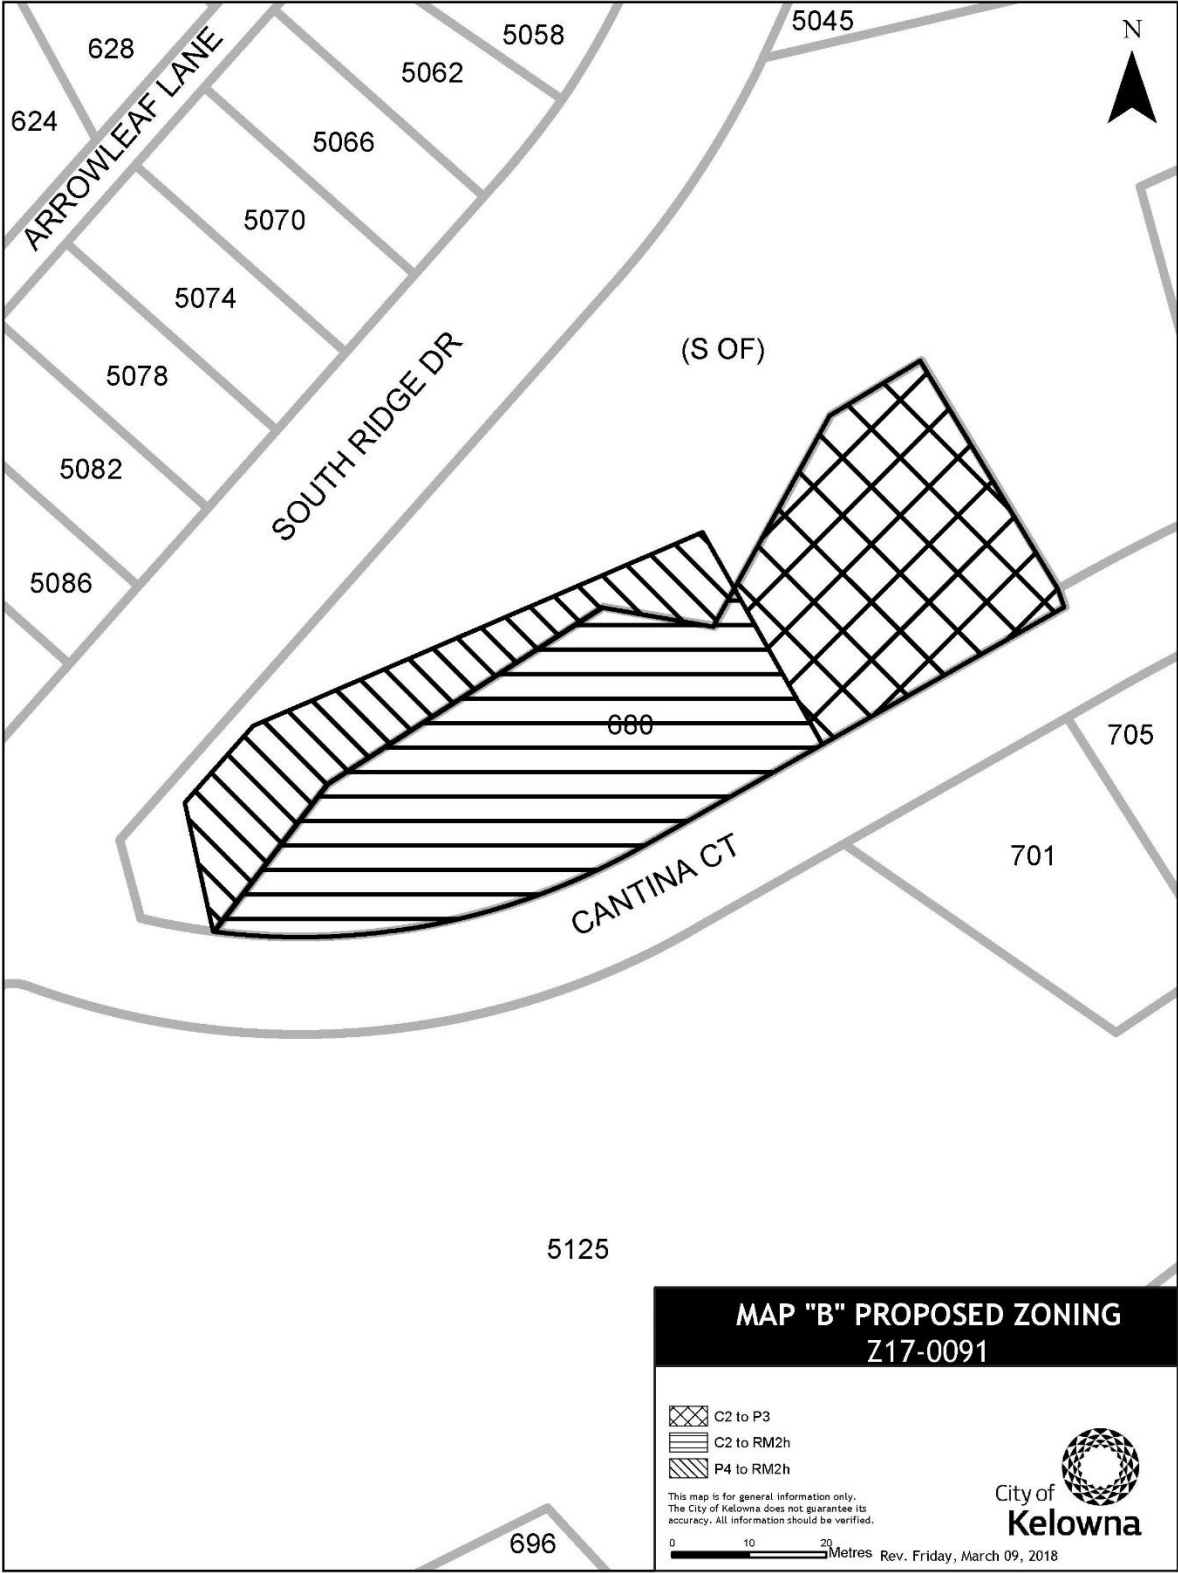 5045
N
628
5058
5062
624
ARROWLEAF LANE
5066
5070
5074
(S OF)
5078
SOUTH RIDGE DR
5082
5086
680
705
701
CANTINA CT
5125
696
MAP "B" PROPOSED ZONING
Z17-0091
C2 to P3
C2 to RM2h
P4 to RM2h
This map is for general information only.
The City of Kelowna does not guarantee its
accuracy. All information should be verified.
0 10 20 Metres
City of
Kelowna
Rev. Friday, March 09, 2018